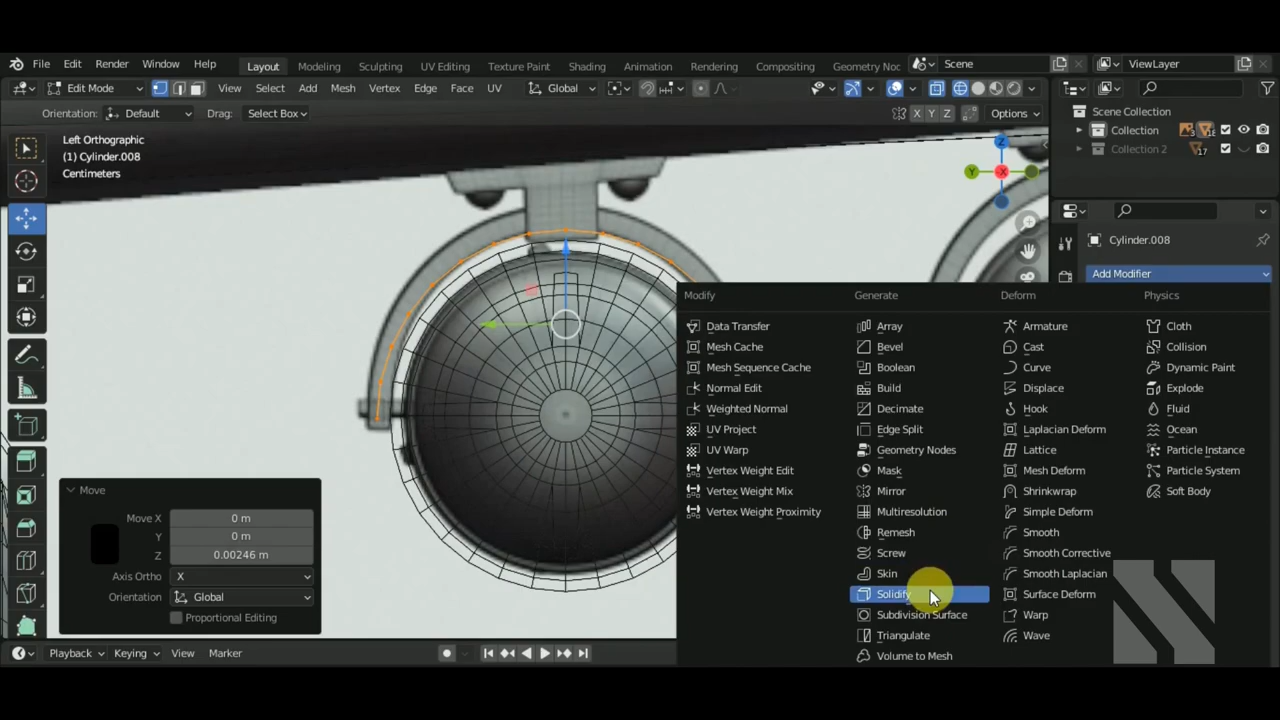 File Edit Render Window Help Layout Modeling Sculpting UV Editing Texture Paint Shading Animation Rendering Compositing Geometry Noc Scene ViewLayer
Edit Mode View Select Add Mesh Vertex Edge Face UV Global
Orientation: Default Drag: Select Box X Y Z Options
Scene Collection
Collection
Collection 2
Left Orthographic
(1) Cylinder.008
Centimeters
Z
Y
X
Cylinder.008
Add Modifier
Modify
Data Transfer
Mesh Cache
Mesh Sequence Cache
Normal Edit
Weighted Normal
UV Project
UV Warp
Vertex Weight Edit
Vertex Weight Mix
Vertex Weight Proximity
Generate
Array
Bevel
Boolean
Build
Decimate
Edge Split
Geometry Nodes
Mask
Mirror
Multiresolution
Remesh
Screw
Skin
Solidify
Subdivision Surface
Triangulate
Volume to Mesh
Deform
Armature
Cast
Curve
Displace
Hook
Laplacian Deform
Lattice
Mesh Deform
Shrinkwrap
Simple Deform
Smooth
Smooth Corrective
Smooth Laplacian
Surface Deform
Warp
Wave
Physics
Cloth
Collision
Dynamic Paint
Explode
Fluid
Ocean
Particle Instance
Particle System
Soft Body
Move
Move X 0 m
Y 0 m
Z 0.00246 m
Axis Ortho X
Orientation Global
Proportional Editing
Playback Keying View Marker